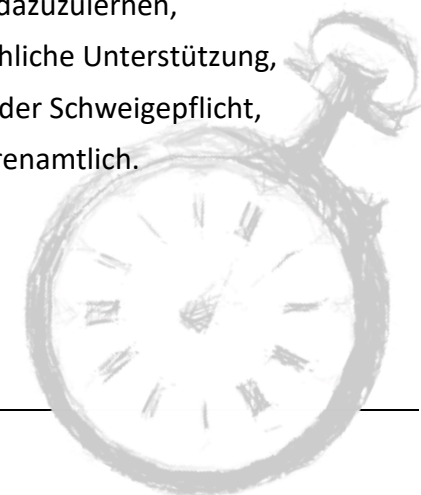 dazuzulernen,
hliche Unterstützung,
der Schweigepflicht,
renamtlich.